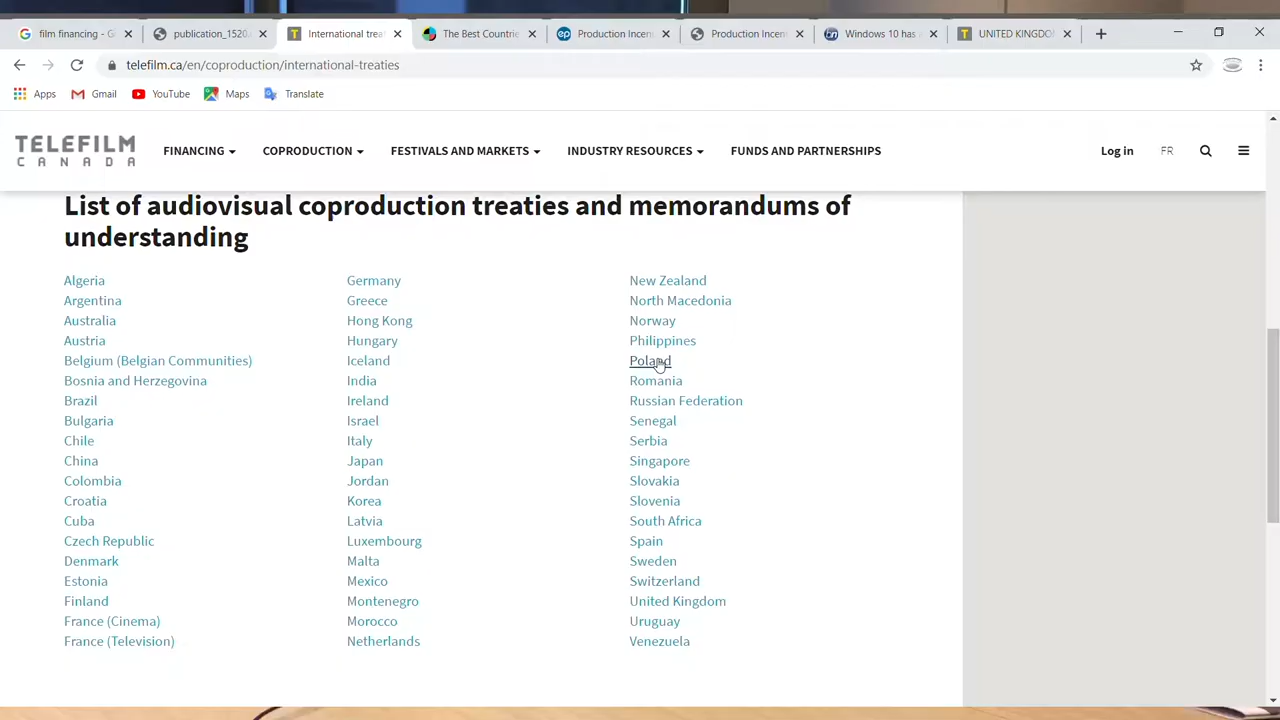 film financing - G
publication_1520.
International trea
The Best Countrie
Production Incen
Production Incen
Windows 10 has
UNITED KINGDO
telefilm.ca/en/coproduction/international-treaties
Apps
Gmail
YouTube
Maps
Translate
TELEFILM
CANADA
FINANCING
COPRODUCTION
FESTIVALS AND MARKETS
INDUSTRY RESOURCES
FUNDS AND PARTNERSHIPS
Log in
FR
List of audiovisual coproduction treaties and memorandums of
understanding
Algeria
Argentina
Australia
Austria
Belgium (Belgian Communities)
Bosnia and Herzegovina
Brazil
Bulgaria
Chile
China
Colombia
Croatia
Cuba
Czech Republic
Denmark
Estonia
Finland
France (Cinema)
France (Television)
Germany
Greece
Hong Kong
Hungary
Iceland
India
Ireland
Israel
Italy
Japan
Jordan
Korea
Latvia
Luxembourg
Malta
Mexico
Montenegro
Morocco
Netherlands
New Zealand
North Macedonia
Norway
Philippines
Poland
Romania
Russian Federation
Senegal
Serbia
Singapore
Slovakia
Slovenia
South Africa
Spain
Sweden
Switzerland
United Kingdom
Uruguay
Venezuela